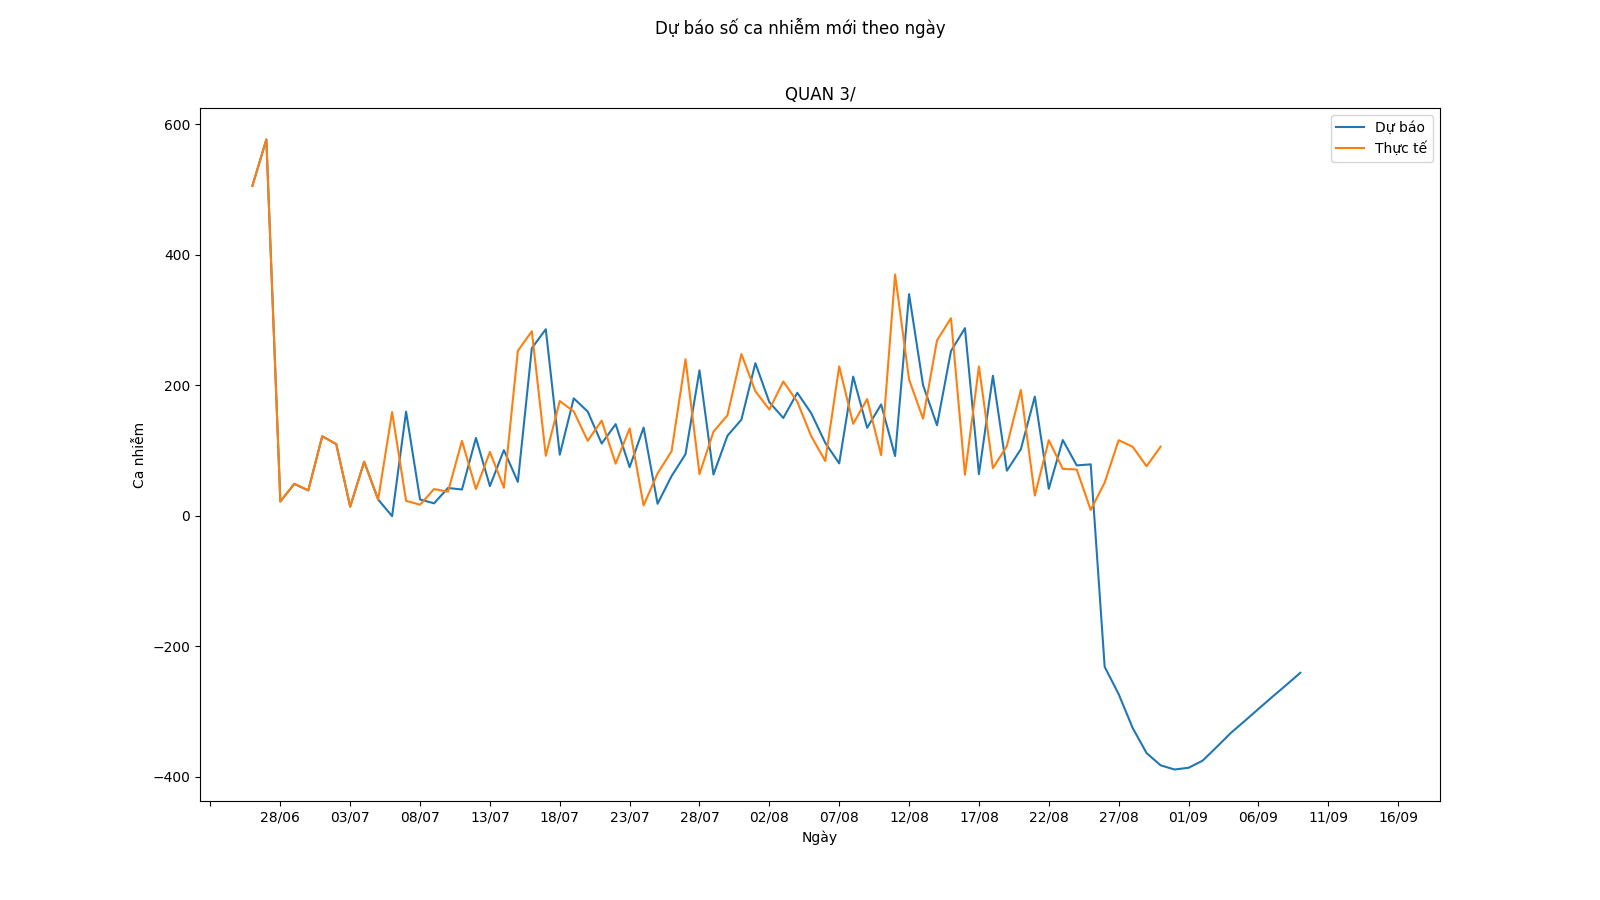 Dự báo số ca nhiễm mới theo ngày
QUAN 3/
Dự báo
Thực tế
600
400
200
0
−200
−400
Ca nhiễm
28/06 03/07 08/07 13/07 18/07 23/07 28/07 02/08 07/08 12/08 17/08 22/08 27/08 01/09 06/09 11/09 16/09
Ngày